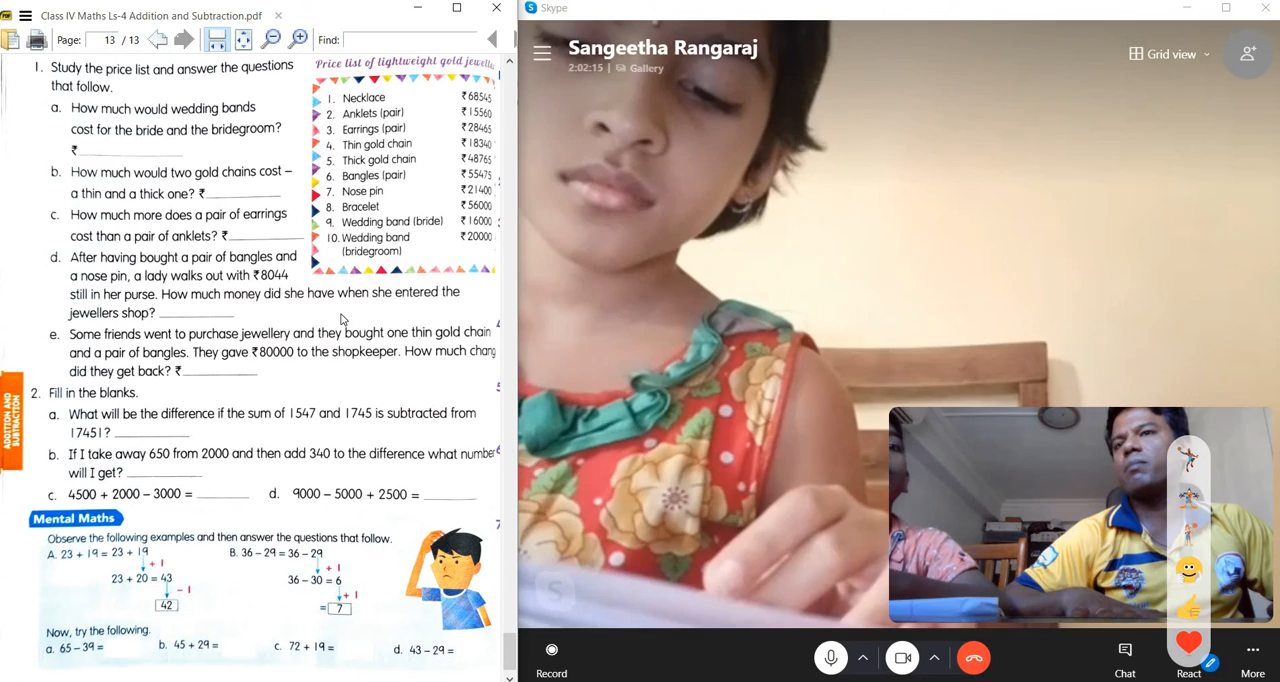 Class IV Maths Ls-4 Addition and Subtraction.pdf
Page: 13 / 13 Find:
1. Study the price list and answer the questions
that follow.
a. How much would wedding bands
cost for the bride and the bridegroom?
₹
b. How much would two gold chains cost –
a thin and a thick one? ₹
c. How much more does a pair of earrings
cost than a pair of anklets? ₹
d. After having bought a pair of bangles and
a nose pin, a lady walks out with ₹8044
still in her purse. How much money did she have when she entered the
jewellers shop?
e. Some friends went to purchase jewellery and they bought one thin gold chain
and a pair of bangles. They gave ₹80000 to the shopkeeper. How much chang
did they get back? ₹
Price list of lightweight gold jewelle
1. Necklace ₹68545
2. Anklets (pair) ₹15560
3. Earrings (pair) ₹28465
4. Thin gold chain ₹18340
5. Thick gold chain ₹48765
6. Bangles (pair) ₹55475
7. Nose pin ₹21400
8. Bracelet ₹56000
9. Wedding band (bride) ₹16000
10. Wedding band ₹20000
(bridegroom)
ADDITION AND
SUBTRACTION
2. Fill in the blanks.
a. What will be the difference if the sum of 1547 and 1745 is subtracted from
17451?
b. If I take away 650 from 2000 and then add 340 to the difference what number
will I get?
c. 4500 + 2000 – 3000 = d. 9000 – 5000 + 2500 =
Mental Maths
Observe the following examples and then answer the questions that follow.
A. 23 + 19 = 23 + 19 B. 36 – 29 = 36 – 29
+ 1 + 1
23 + 20 = 43 36 – 30 = 6
– 1 + 1
42 = 7
Now, try the following.
a. 65 – 39 = b. 45 + 29 = c. 72 + 19 = d. 43 – 29 =
Skype
Sangeetha Rangaraj
2:02:15 | Gallery
Grid view
Record
Chat
React
More